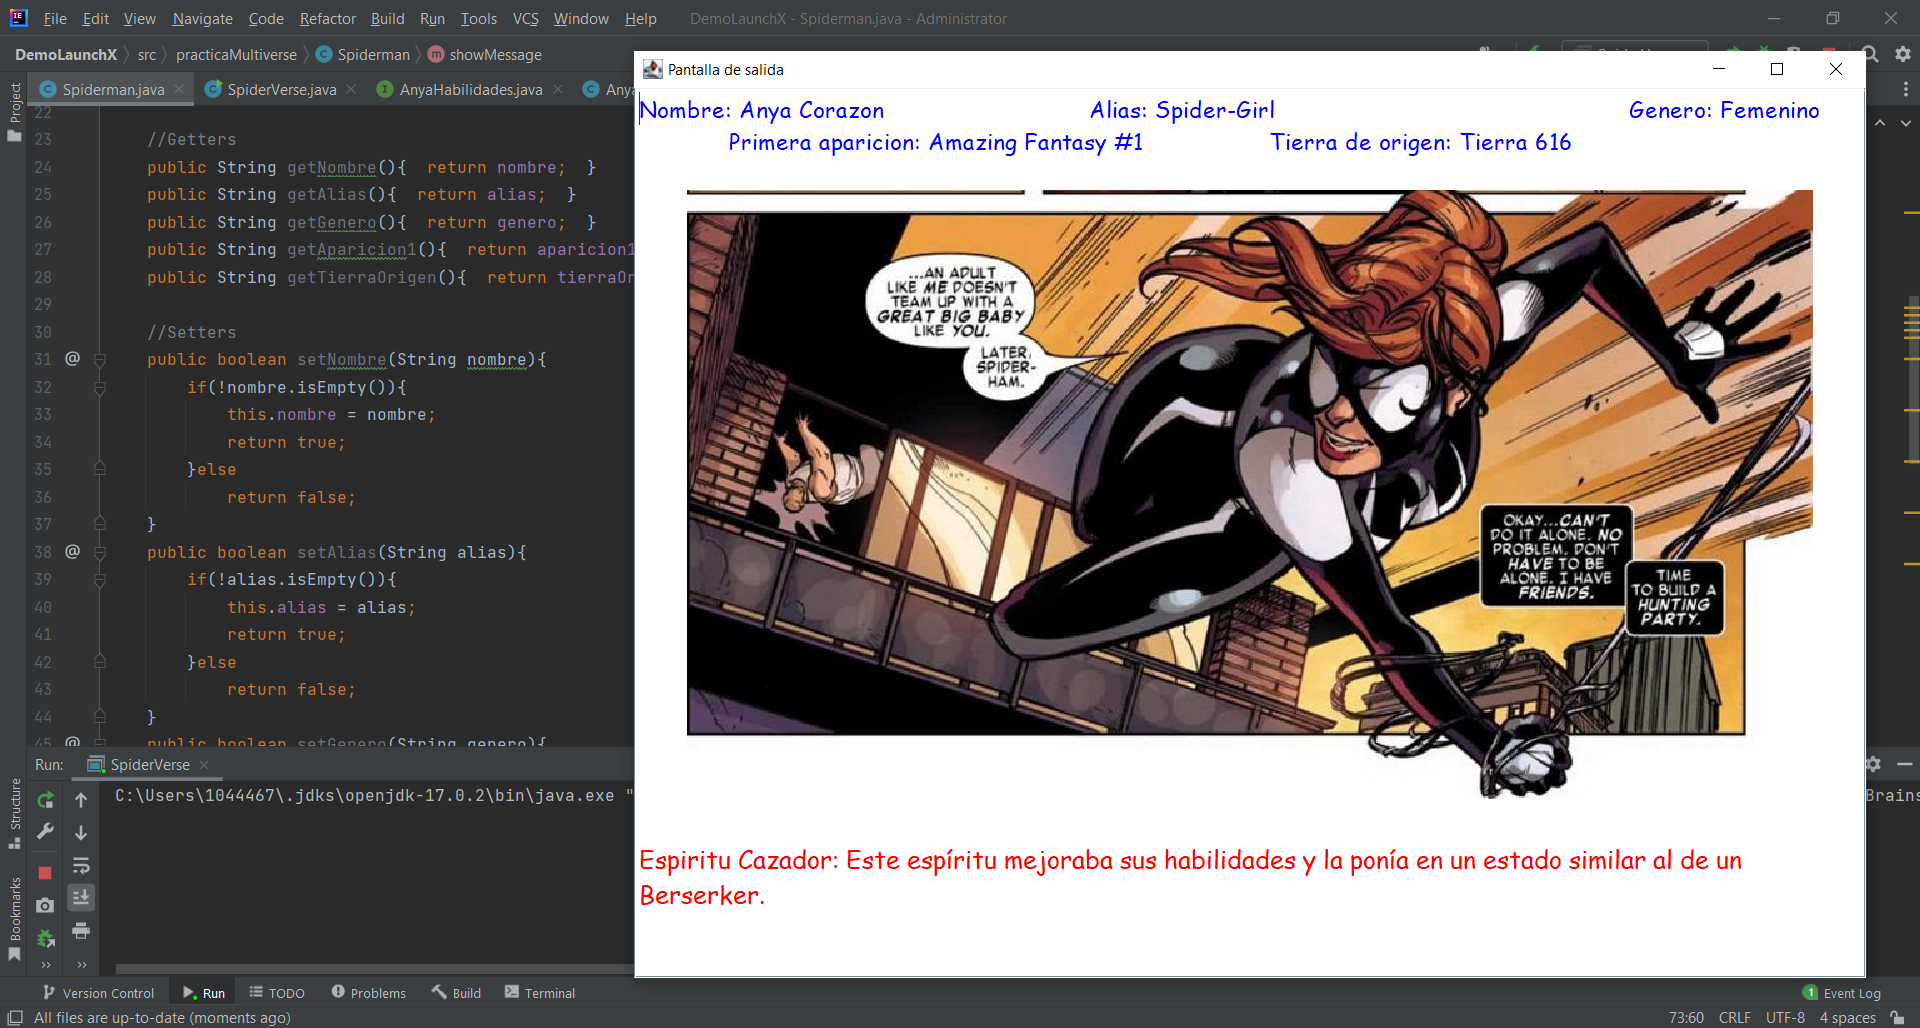 File Edit View Navigate Code Refactor Build Run Tools VCS Window Help DemoLaunchX - Spiderman.java - Administrator
DemoLaunchX src practicaMultiverse Spiderman showMessage
Spiderman.java SpiderVerse.java AnyaHabilidades.java Anya
Project
22
23 //Getters
24 public String getNombre(){ return nombre; }
25 public String getAlias(){ return alias; }
26 public String getGenero(){ return genero; }
27 public String getAparicion1(){ return aparicion1
28 public String getTierraOrigen(){ return tierraOr
29
30 //Setters
31 @ public boolean setNombre(String nombre){
32 if(!nombre.isEmpty()){
33 this.nombre = nombre;
34 return true;
35 }else
36 return false;
37 }
38 @ public boolean setAlias(String alias){
39 if(!alias.isEmpty()){
40 this.alias = alias;
41 return true;
42 }else
43 return false;
44 }
45 @ public boolean setGenero(String genero){
Pantalla de salida
Nombre: Anya Corazon Alias: Spider-Girl Genero: Femenino
Primera aparicion: Amazing Fantasy #1 Tierra de origen: Tierra 616
...AN ADULT
LIKE ME DOESN'T
TEAM UP WITH A
GREAT BIG BABY
LIKE YOU.
LATER,
SPIDER-
HAM.
OKAY...CAN'T
DO IT ALONE. NO
PROBLEM. DON'T
HAVE TO BE
ALONE. I HAVE
FRIENDS.
TIME
TO BUILD A
HUNTING
PARTY.
Espiritu Cazador: Este espíritu mejoraba sus habilidades y la ponía en un estado similar al de un
Berserker.
Run: SpiderVerse
C:\Users\1044467\.jdks\openjdk-17.0.2\bin\java.exe "
Brains
Structure
Bookmarks
Version Control Run TODO Problems Build Terminal 1 Event Log
All files are up-to-date (moments ago) 73:60 CRLF UTF-8 4 spaces